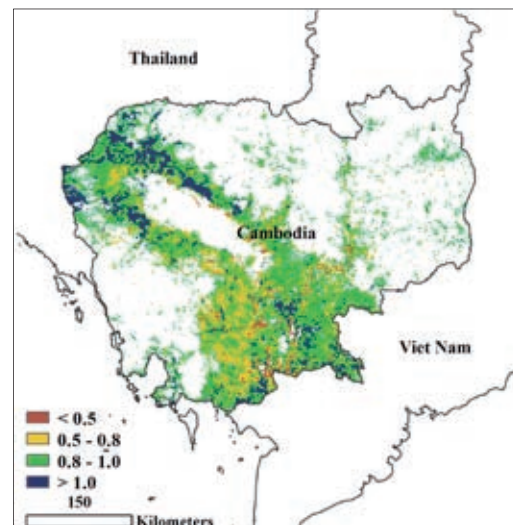 Thailand
Cambodia
Viet Nam
< 0.5
0.5 - 0.8
0.8 - 1.0
> 1.0
150
Kilometers